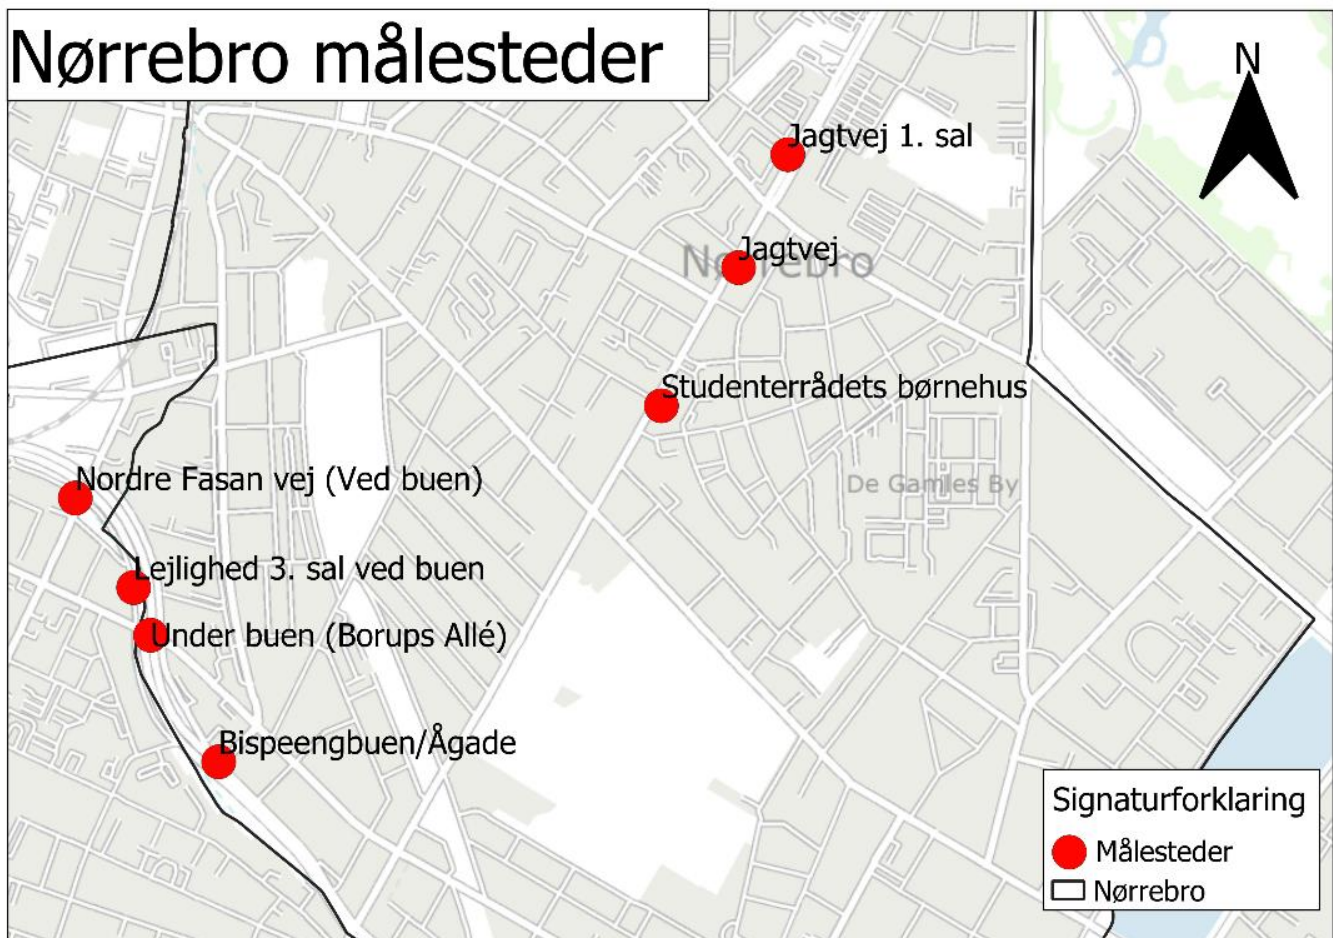 Nørrebro målesteder
N
Jagtvej 1. sal
Jagtvej
Nørrebro
Studenterrådets børnehus
Nordre Fasan vej (Ved buen)
De Gamles By
Lejlighed 3. sal ved buen
Under buen (Borups Allé)
Bispeengbuen/Ågade
Signaturforklaring
Målesteder
Nørrebro